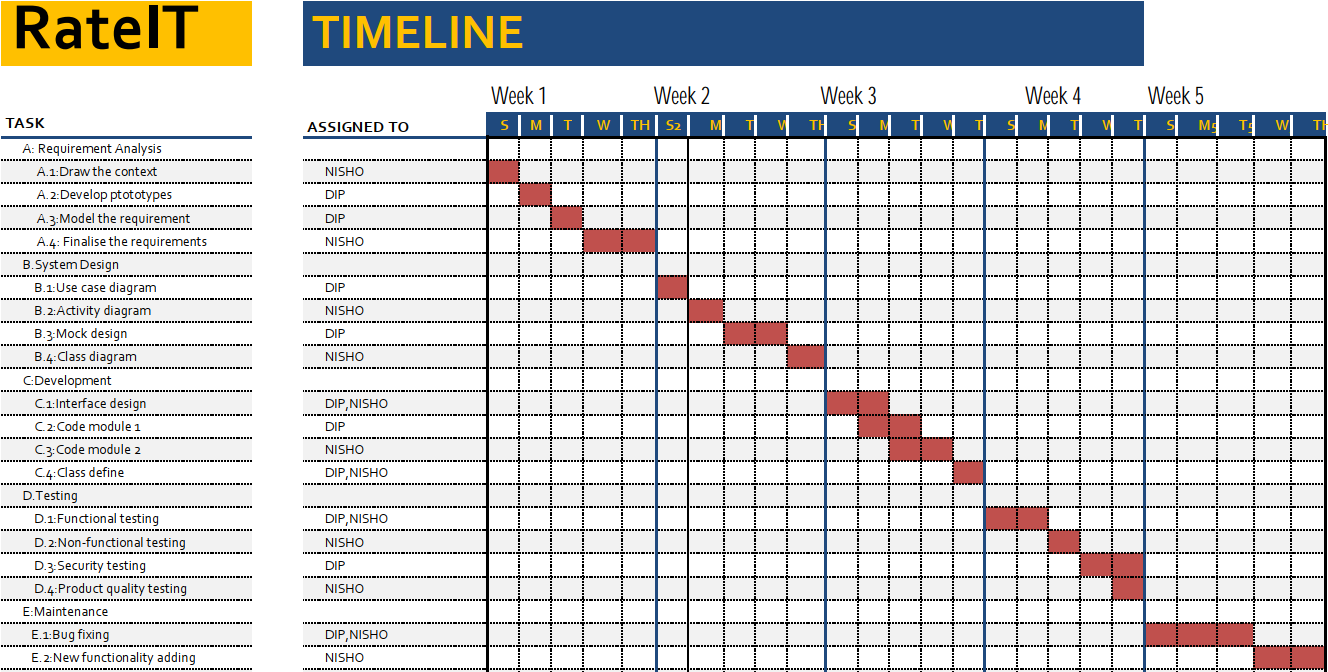 RateIT TIMELINE
Week 1 Week 2 Week 3 Week 4 Week 5
TASK ASSIGNED TO S M T W TH S2 M T W TH S M T W T S M T W T S M5 T5 W TH
A: Requirement Analysis
A.1:Draw the context NISHO
A.2:Develop ptototypes DIP
A.3:Model the requirement DIP
A.4: Finalise the requirements NISHO
B.System Design
B.1:Use case diagram DIP
B.2:Activity diagram NISHO
B.3:Mock design DIP
B.4:Class diagram NISHO
C:Development
C.1:Interface design DIP,NISHO
C.2:Code module 1 DIP
C.3:Code module 2 NISHO
C.4:Class define DIP,NISHO
D.Testing
D.1:Functional testing DIP,NISHO
D.2:Non-functional testing NISHO
D.3:Security testing DIP
D.4:Product quality testing NISHO
E:Maintenance
E.1:Bug fixing DIP,NISHO
E.2:New functionality adding NISHO